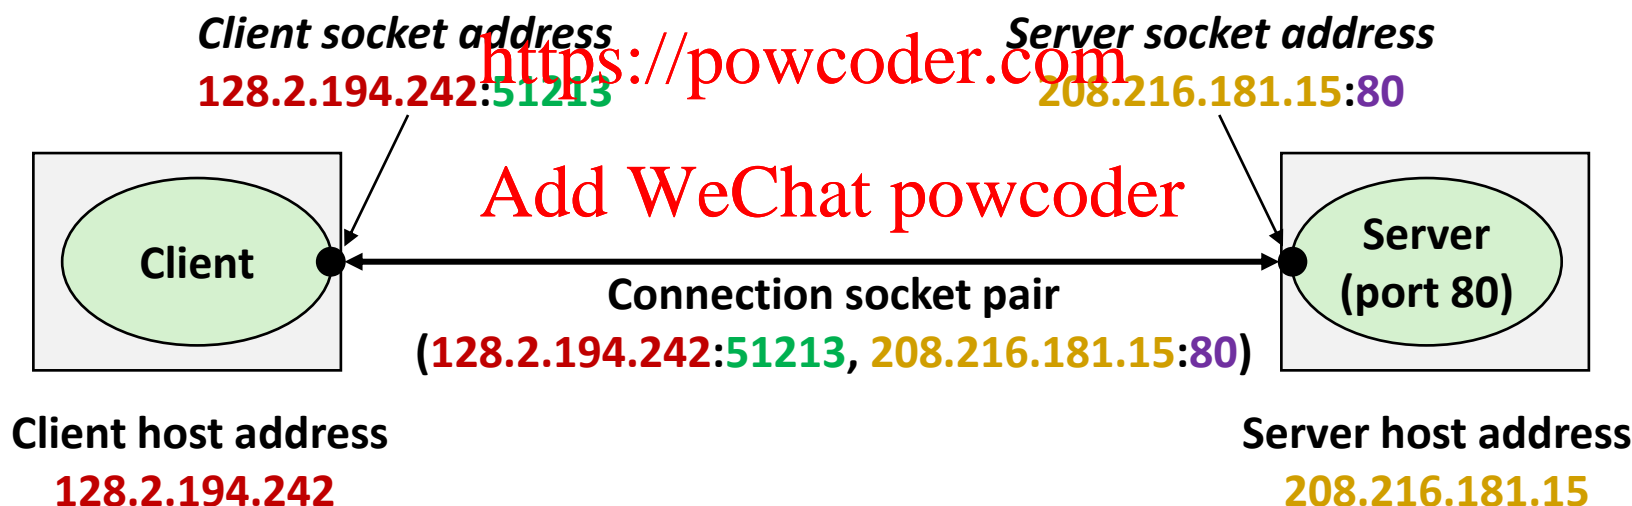 Client socket address
128.2.194.242:51213
https://powcoder.com
Server socket address
208.216.181.15:80
Add WeChat powcoder
Client
Server
(port 80)
Connection socket pair
(128.2.194.242:51213, 208.216.181.15:80)
Client host address
128.2.194.242
Server host address
208.216.181.15